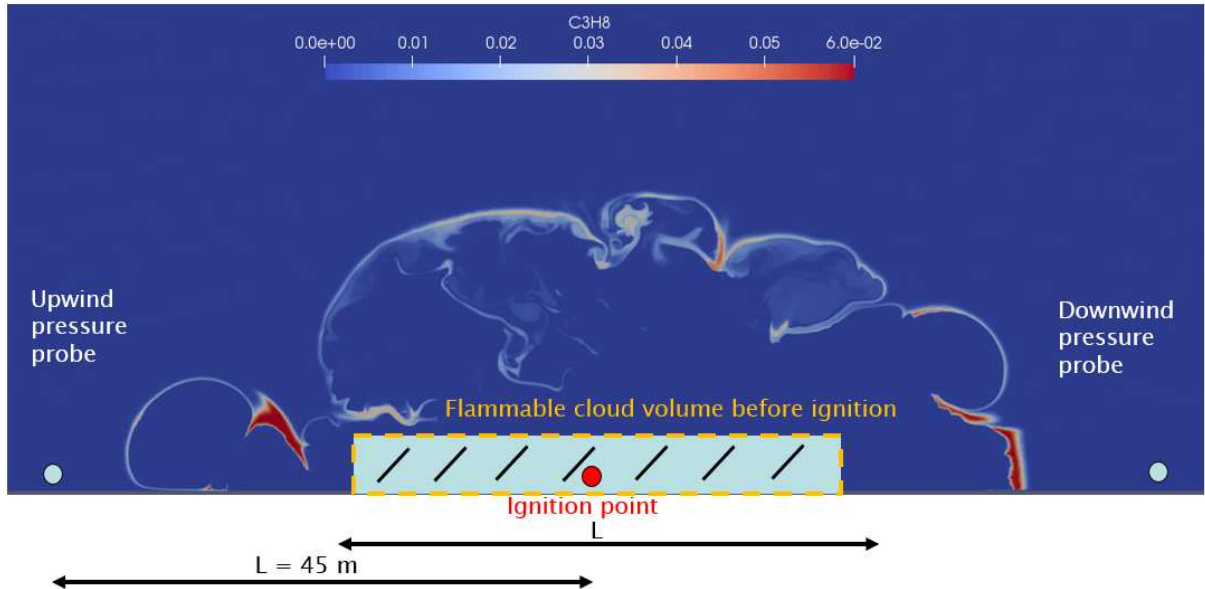 C3H8
0.0e+00 0.01 0.02 0.03 0.04 0.05 6.0e-02
Upwind
pressure
probe
Downwind
pressure
probe
Flammable cloud volume before ignition
Ignition point
L
L = 45 m